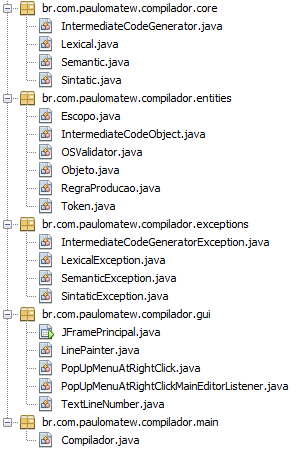 br.com.paulomatew.compilador.core
IntermediateCodeGenerator.java
Lexical.java
Semantic.java
Sintatic.java
br.com.paulomatew.compilador.entities
Escopo.java
IntermediateCodeObject.java
OSValidator.java
Objeto.java
RegraProducao.java
Token.java
br.com.paulomatew.compilador.exceptions
IntermediateCodeGeneratorException.java
LexicalException.java
SemanticException.java
SintaticException.java
br.com.paulomatew.compilador.gui
JFramePrincipal.java
LinePainter.java
PopUpMenuAtRightClick.java
PopUpMenuAtRightClickMainEditorListener.java
TextLineNumber.java
br.com.paulomatew.compilador.main
Compilador.java